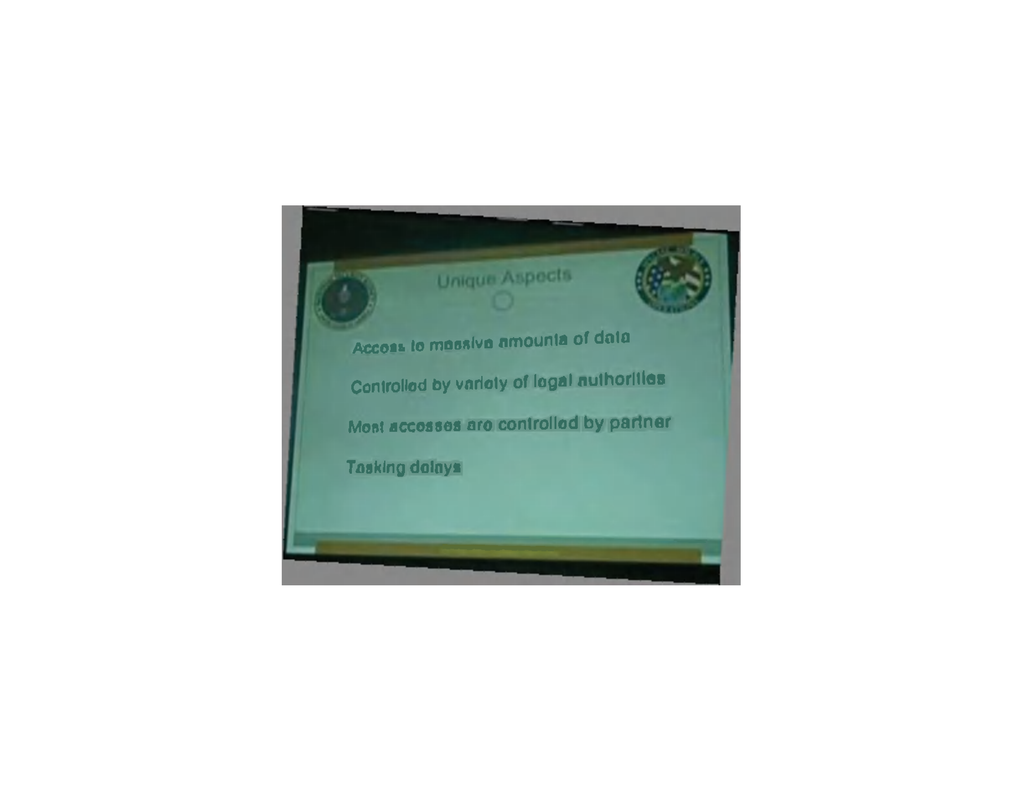 Unique Aspects
Access to massive amounts of data
Controlled by variety of legal authorities
Most accesses are controlled by partner
Tasking delays